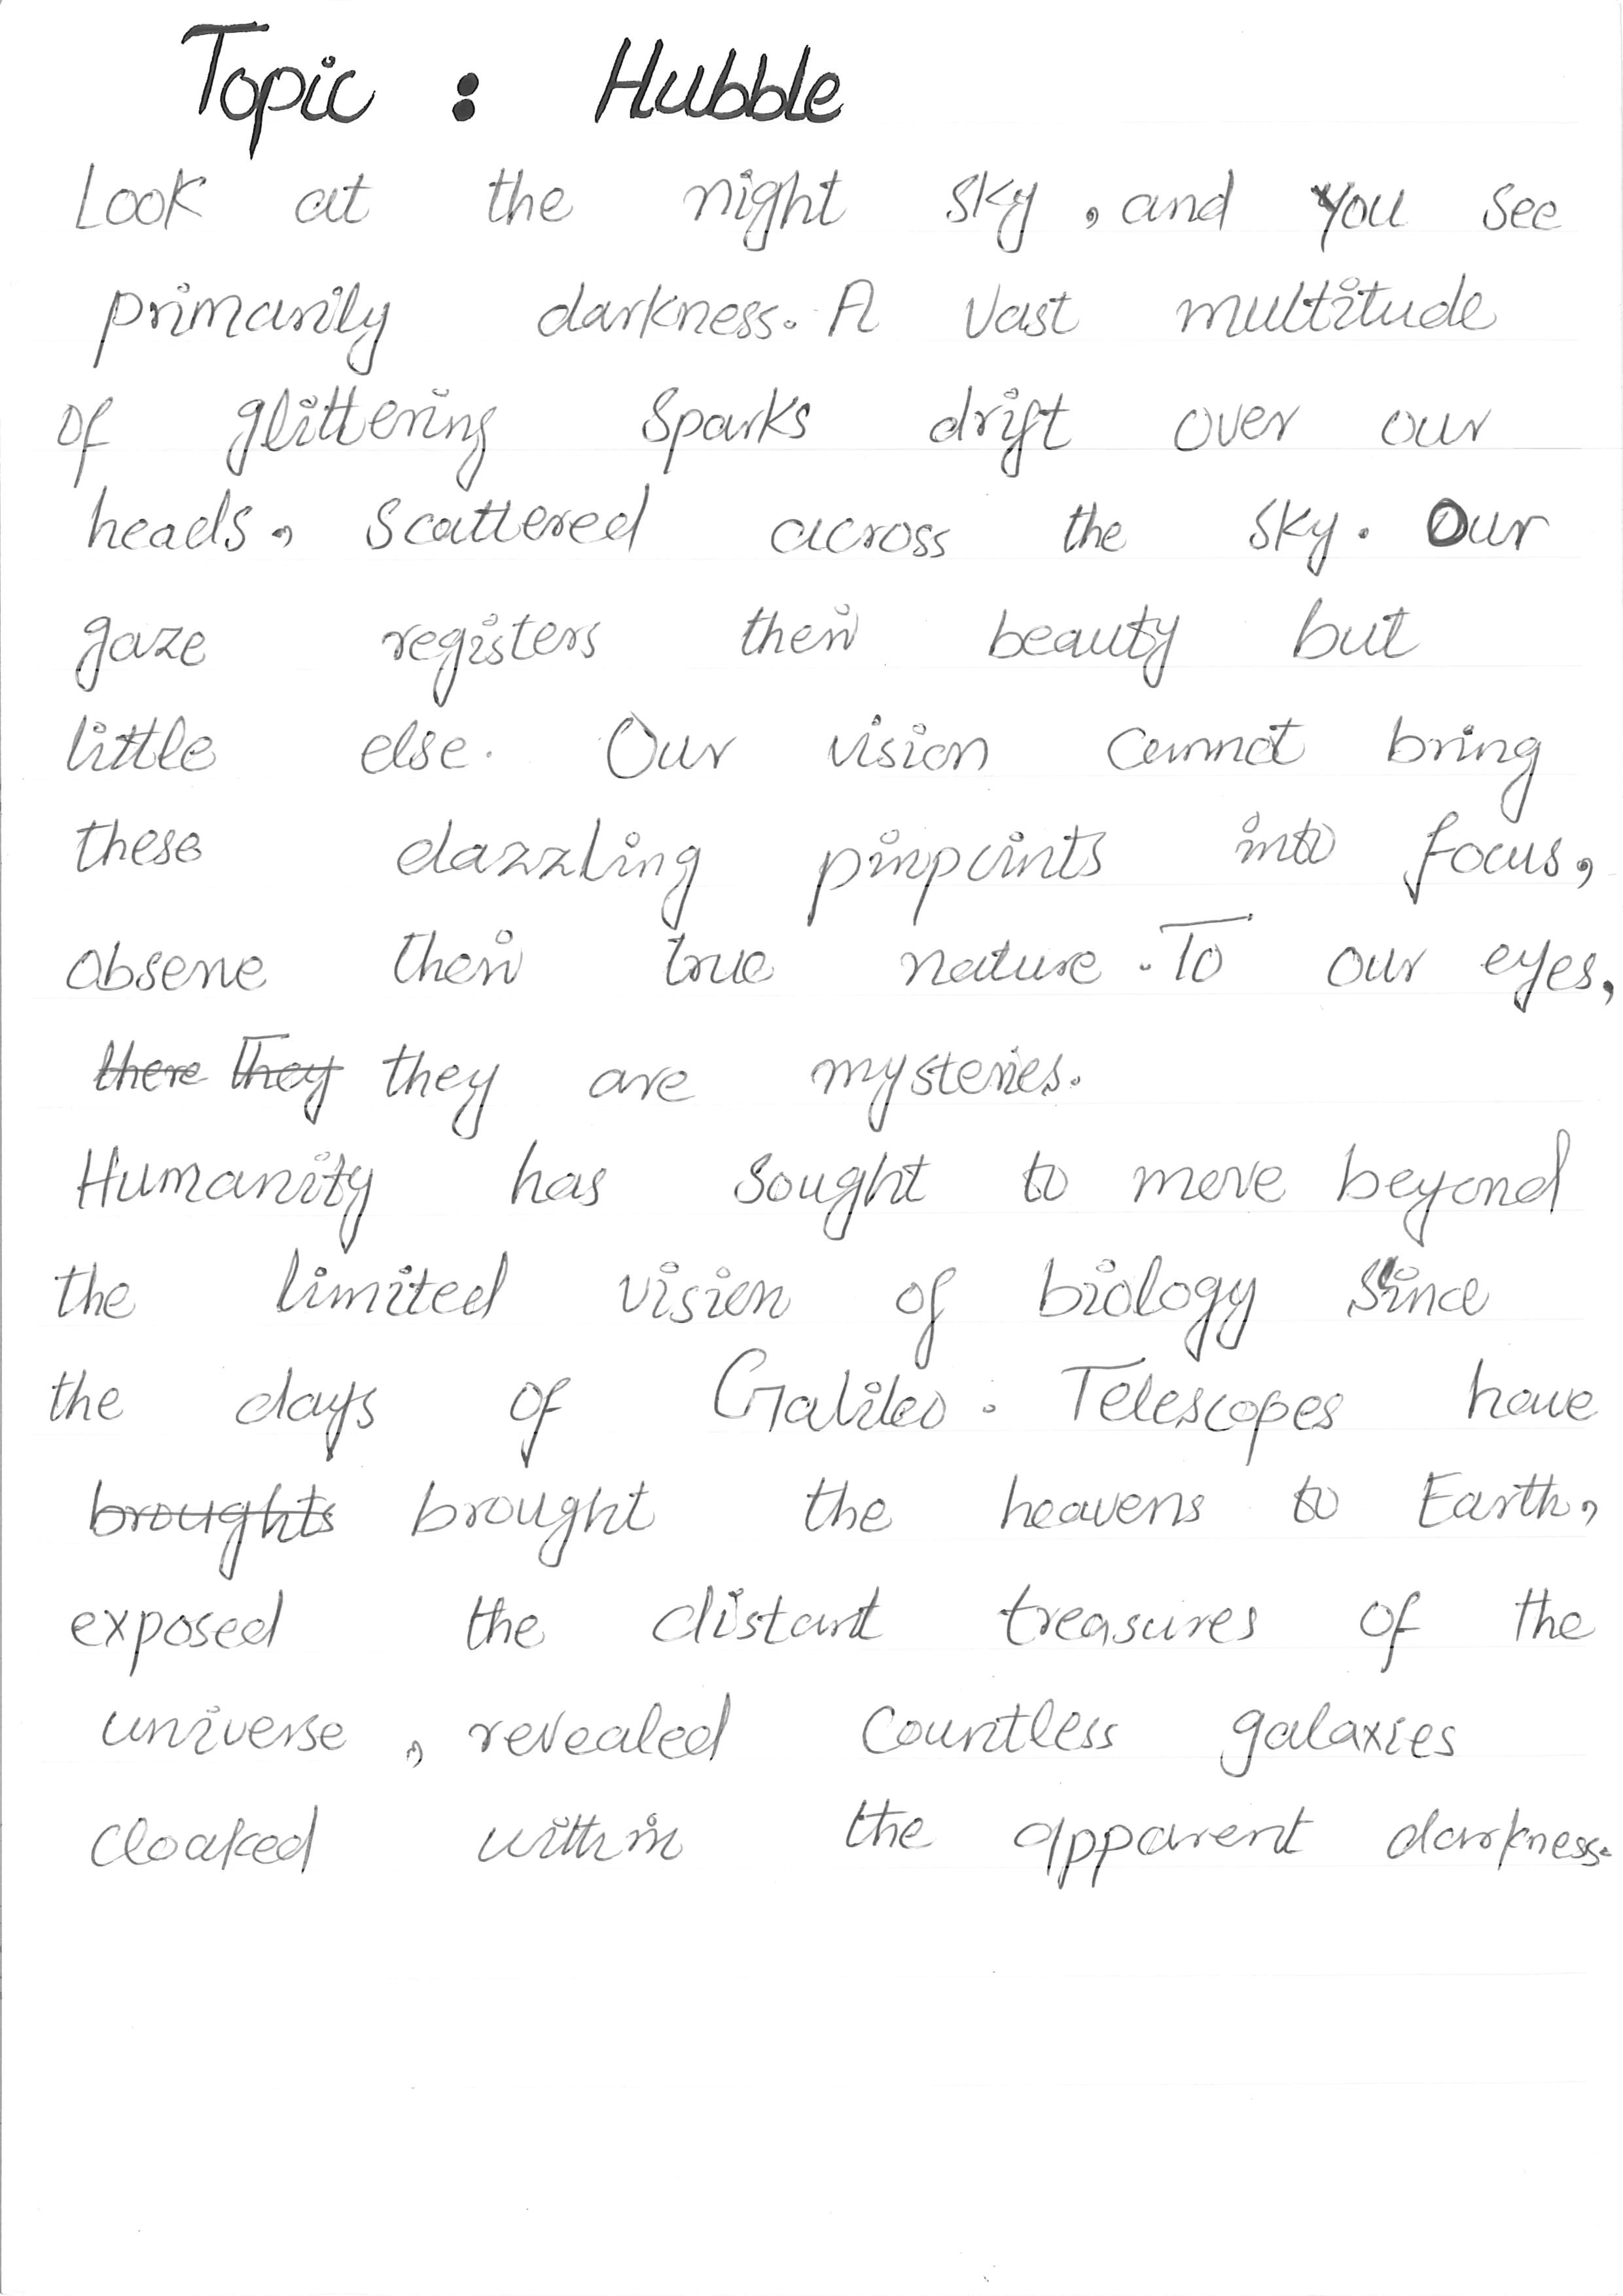 Topic : Hubble
Look at the night sky, and you see
primarily darkness. A vast multitude
of glittering sparks drift over our
heads, scattered across the sky. Our
gaze registers their beauty but
little else. Our vision cannot bring
these dazzling pinpoints into focus,
observe their true nature. To our eyes,
there They they are mysteries.
Humanity has sought to move beyond
the limited vision of biology since
the days of Galileo. Telescopes have
broughts brought the heavens to Earth,
exposed the distant treasures of the
universe, revealed countless galaxies
cloaked within the apparent darkness.